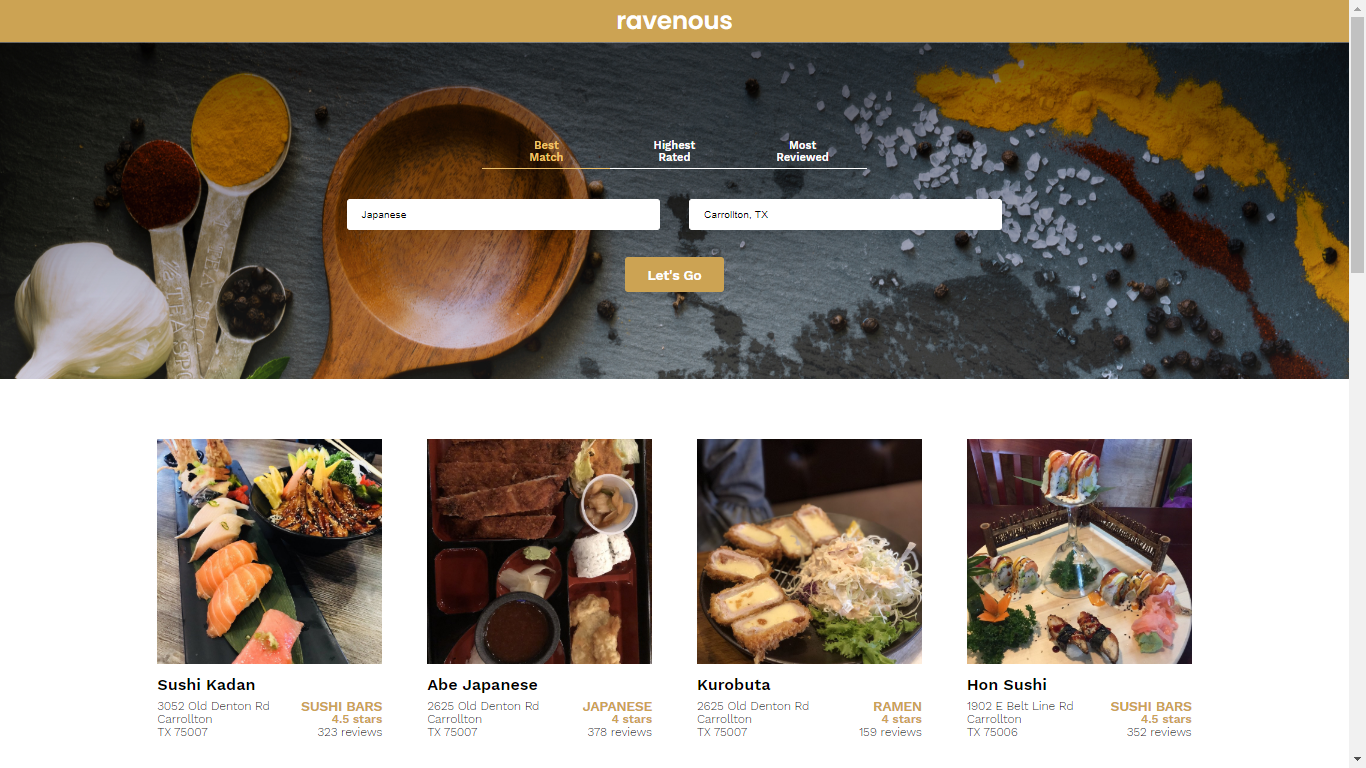 ravenous
Best
Match
Highest
Rated
Most
Reviewed
Japanese
Carrollton, TX
Let's Go
Sushi Kadan
3052 Old Denton Rd
Carrollton
TX 75007
SUSHI BARS
4.5 stars
323 reviews
Abe Japanese
2625 Old Denton Rd
Carrollton
TX 75007
JAPANESE
4 stars
378 reviews
Kurobuta
2625 Old Denton Rd
Carrollton
TX 75007
RAMEN
4 stars
159 reviews
Hon Sushi
1902 E Belt Line Rd
Carrollton
TX 75006
SUSHI BARS
4.5 stars
352 reviews